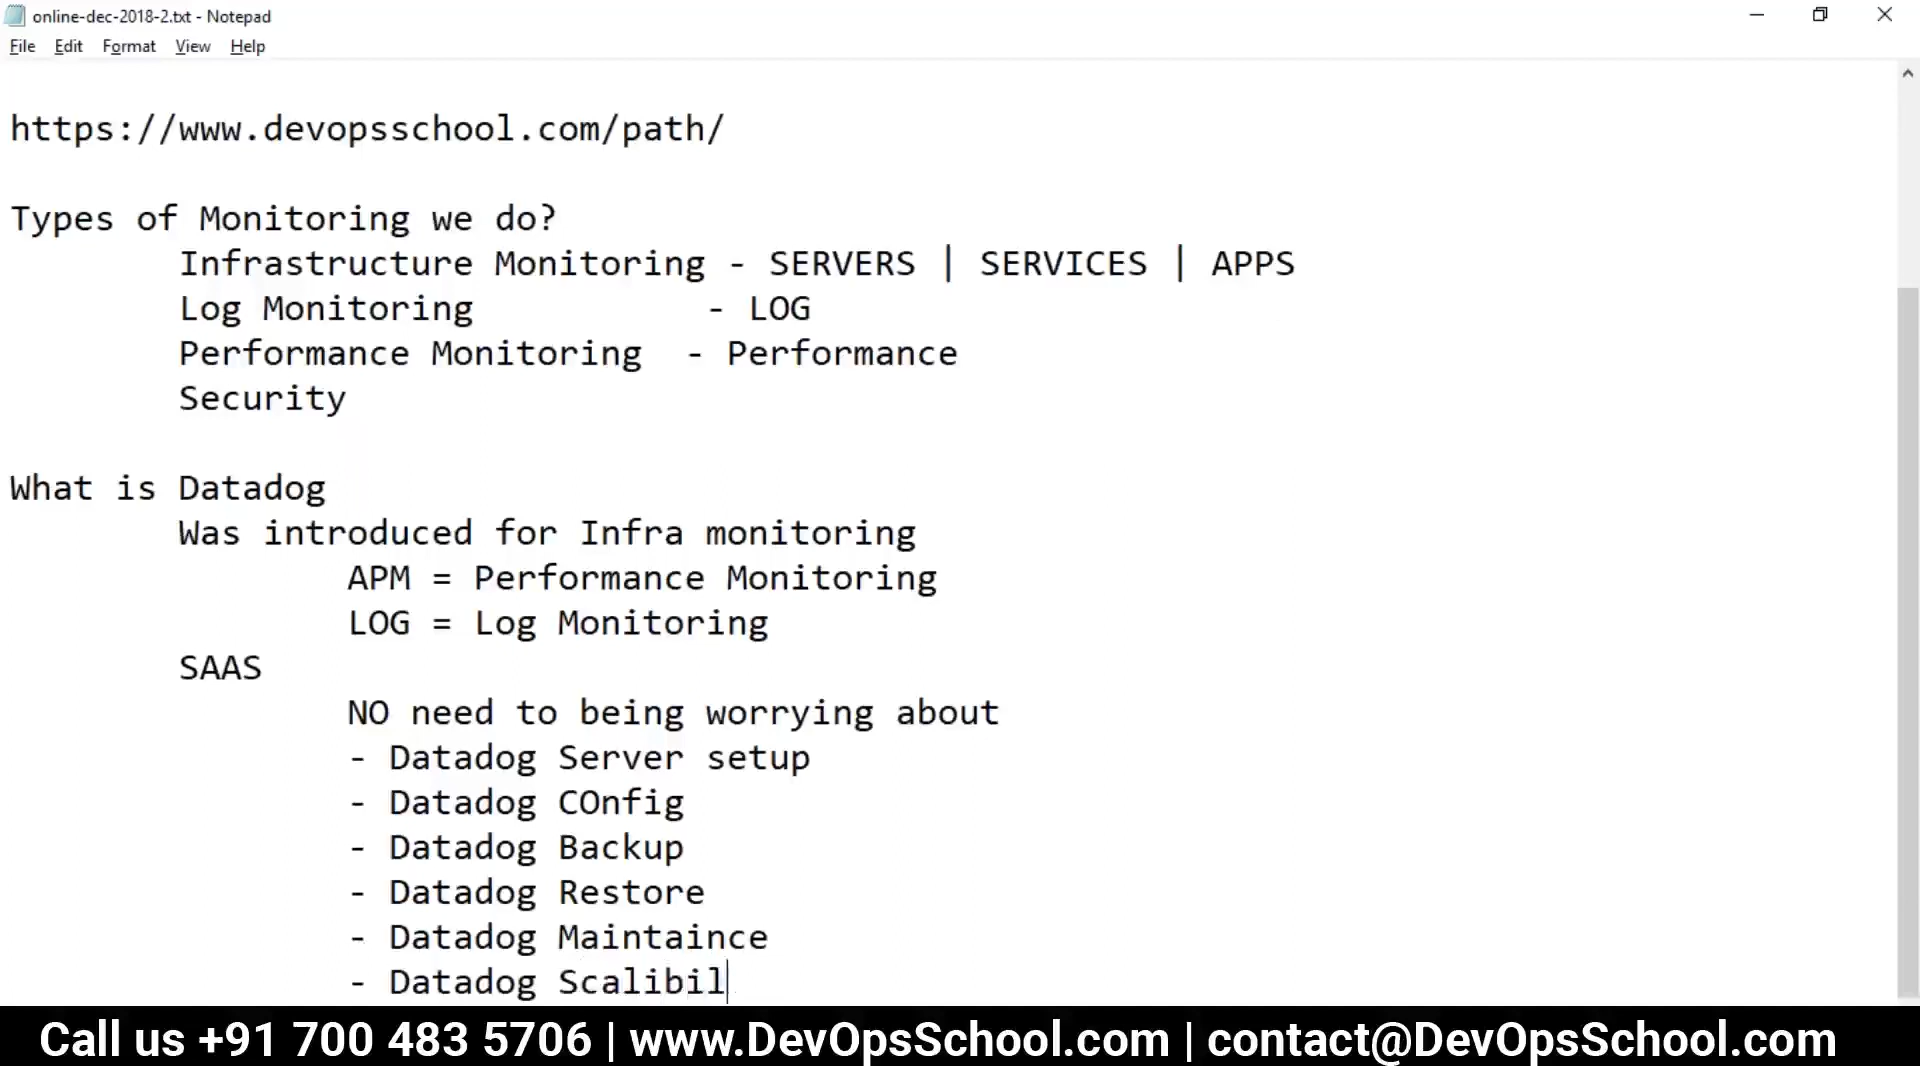 online-dec-2018-2.txt - Notepad
File Edit Format View Help
https://www.devopsschool.com/path/
Types of Monitoring we do?
Infrastructure Monitoring - SERVERS | SERVICES | APPS
Log Monitoring - LOG
Performance Monitoring - Performance
Security
What is Datadog
Was introduced for Infra monitoring
APM = Performance Monitoring
LOG = Log Monitoring
SAAS
NO need to being worrying about
- Datadog Server setup
- Datadog COnfig
- Datadog Backup
- Datadog Restore
- Datadog Maintaince
- Datadog Scalibil
Call us +91 700 483 5706 | www.DevOpsSchool.com | contact@DevOpsSchool.com